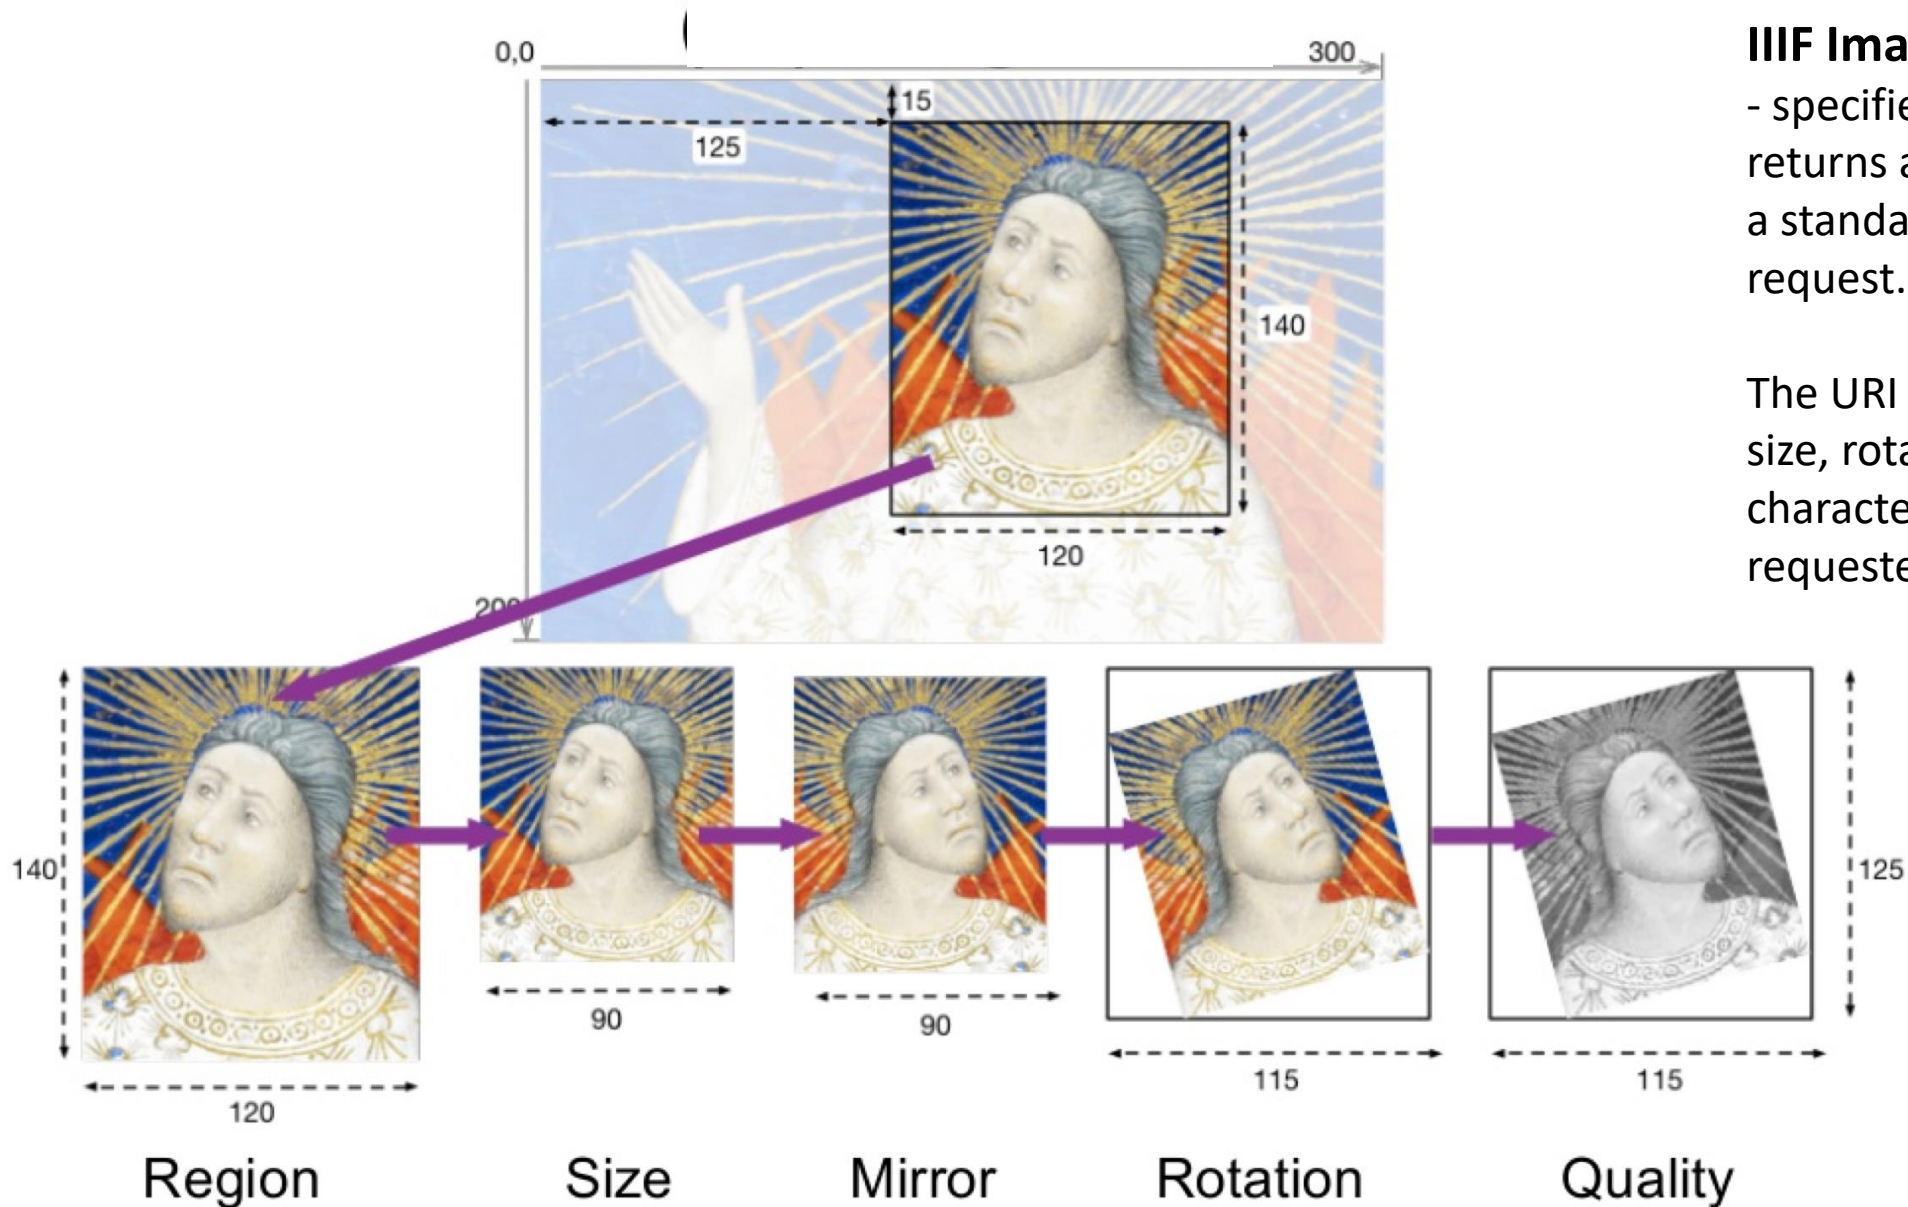 0,0
300
15
125
140
120
200
IIIF Ima
- specifie
returns a
a standa
request.
The URI
size, rota
characte
requeste
140
120
90
90
115
115
125
Region
Size
Mirror
Rotation
Quality